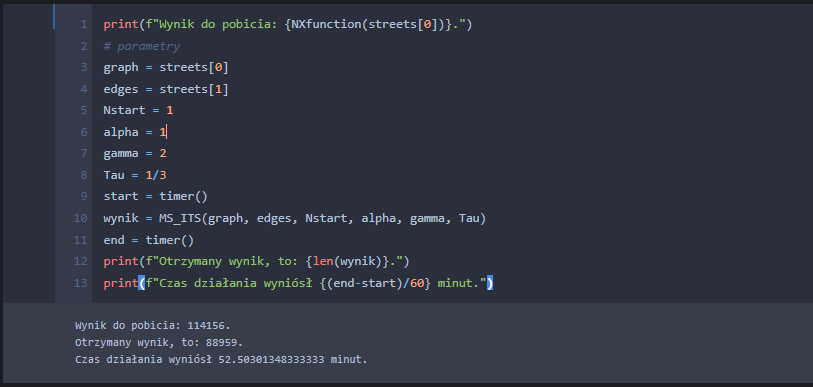 1 print(f"Wynik do pobicia: {NXfunction(streets[0])}.")
2 # parametry
3 graph = streets[0]
4 edges = streets[1]
5 Nstart = 1
6 alpha = 1
7 gamma = 2
8 Tau = 1/3
9 start = timer()
10 wynik = MS_ITS(graph, edges, Nstart, alpha, gamma, Tau)
11 end = timer()
12 print(f"Otrzymany wynik, to: {len(wynik)}.")
13 print(f"Czas działania wyniósł {(end-start)/60} minut.")
Wynik do pobicia: 114156.
Otrzymany wynik, to: 88959.
Czas działania wyniósł 52.50301348333333 minut.